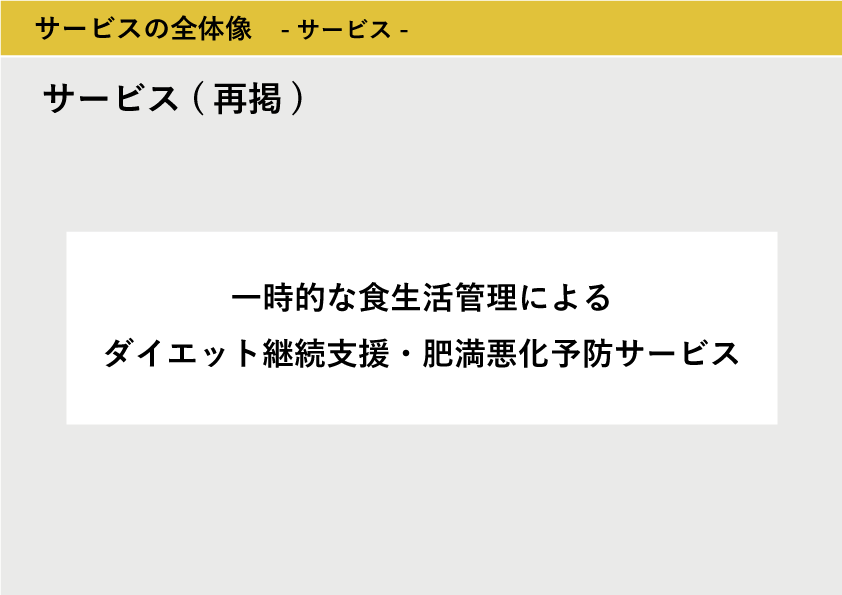 サービスの全体像　- サービス -
サービス ( 再掲 )
一時的な食生活管理による
ダイエット継続支援・肥満悪化予防サービス